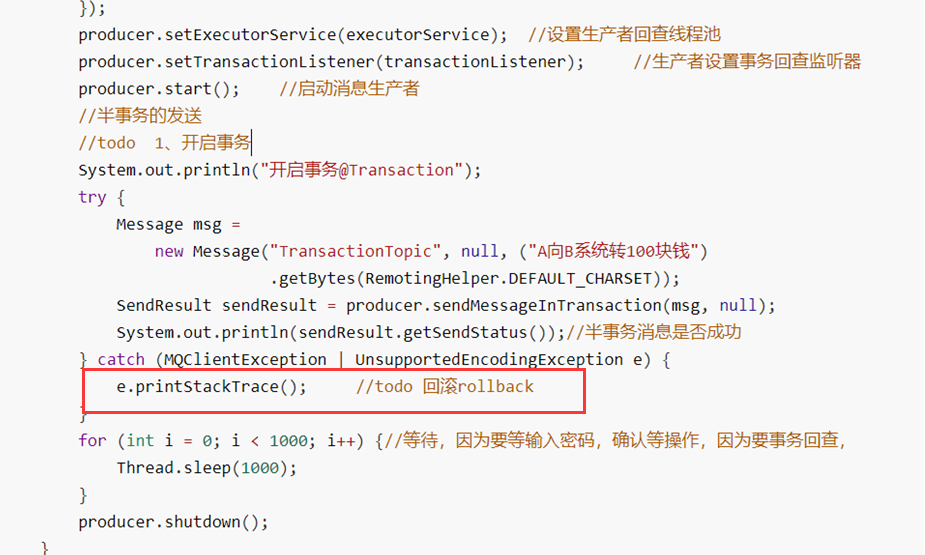 });
producer.setExecutorService(executorService);  //设置生产者回查线程池
producer.setTransactionListener(transactionListener);     //生产者设置事务回查监听器
producer.start();    //启动消息生产者
//半事务的发送
//todo  1、开启事务
System.out.println("开启事务@Transaction");
try {
    Message msg =
        new Message("TransactionTopic", null, ("A向B系统转100块钱")
                    .getBytes(RemotingHelper.DEFAULT_CHARSET));
    SendResult sendResult = producer.sendMessageInTransaction(msg, null);
    System.out.println(sendResult.getSendStatus());//半事务消息是否成功
} catch (MQClientException | UnsupportedEncodingException e) {
    e.printStackTrace();     //todo 回滚rollback
}
for (int i = 0; i < 1000; i++) {//等待，因为要等输入密码，确认等操作，因为要事务回查，
    Thread.sleep(1000);
}
producer.shutdown();
}